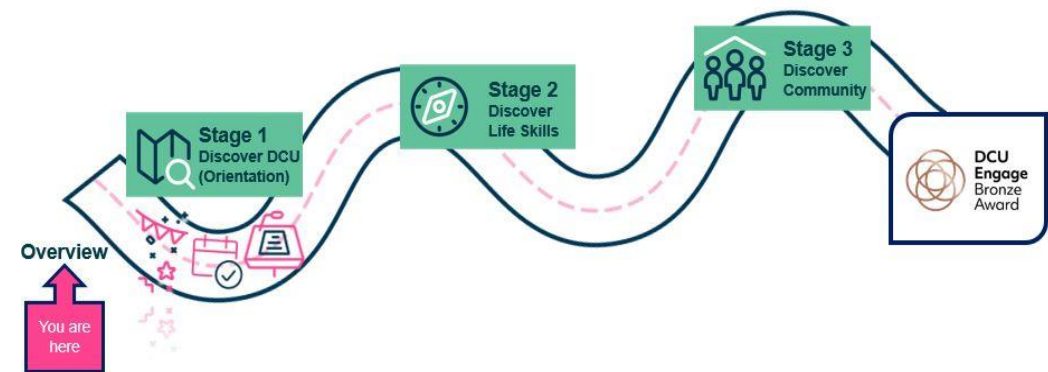 Stage 1
Discover DCU
(Orientation)
Stage 2
Discover
Life Skills
Stage 3
Discover
Community
DCU
Engage
Bronze
Award
Overview
You are
here